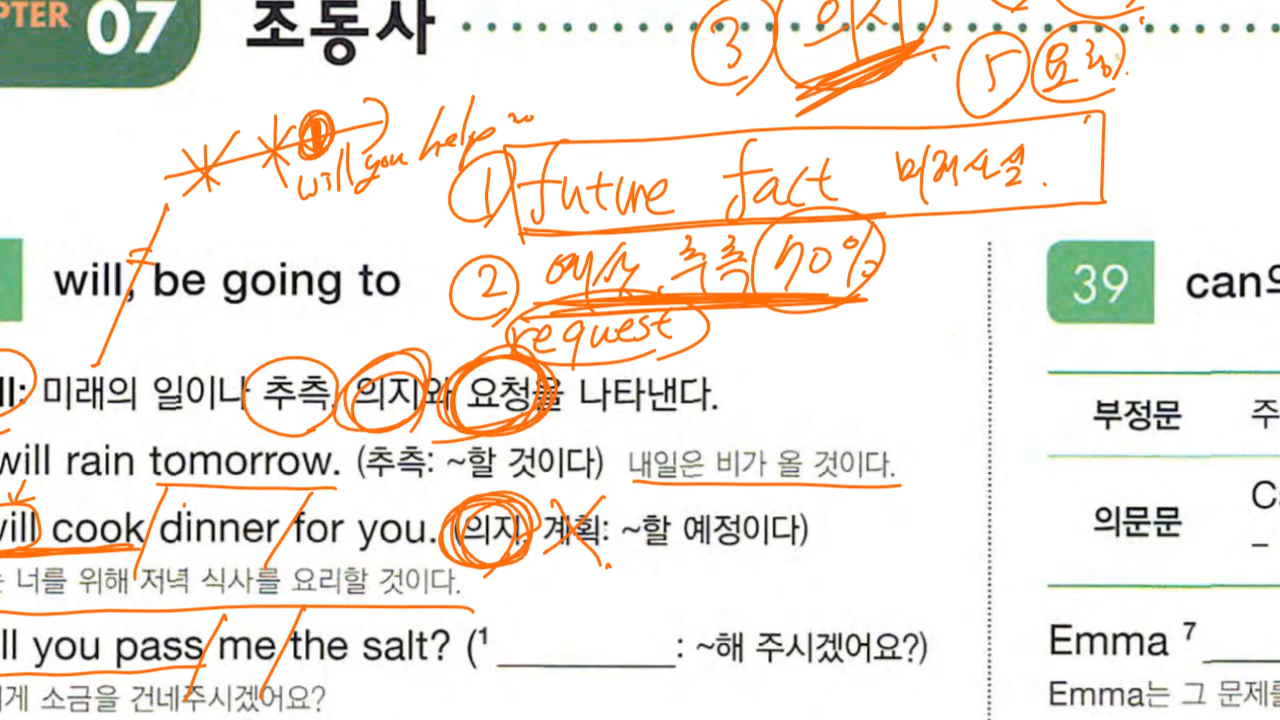 PTER 07 조동사
③ 의지
5 요청
will you help ~
① future fact 미래사실.
② 예상, 추측 70%
request
will, be going to
ll: 미래의 일이나 추측, 의지와 요청을 나타낸다.
will rain tomorrow. (추측: ~할 것이다) 내일은 비가 올 것이다.
will cook dinner for you. (의지, 계획: ~할 예정이다)
는 너를 위해 저녁 식사를 요리할 것이다.
ll you pass me the salt? (1 __________ : ~해 주시겠어요?)
에게 소금을 건네주시겠어요?
39 can의
부정문 주
의문문
–
Emma 7
Emma는 그 문제를